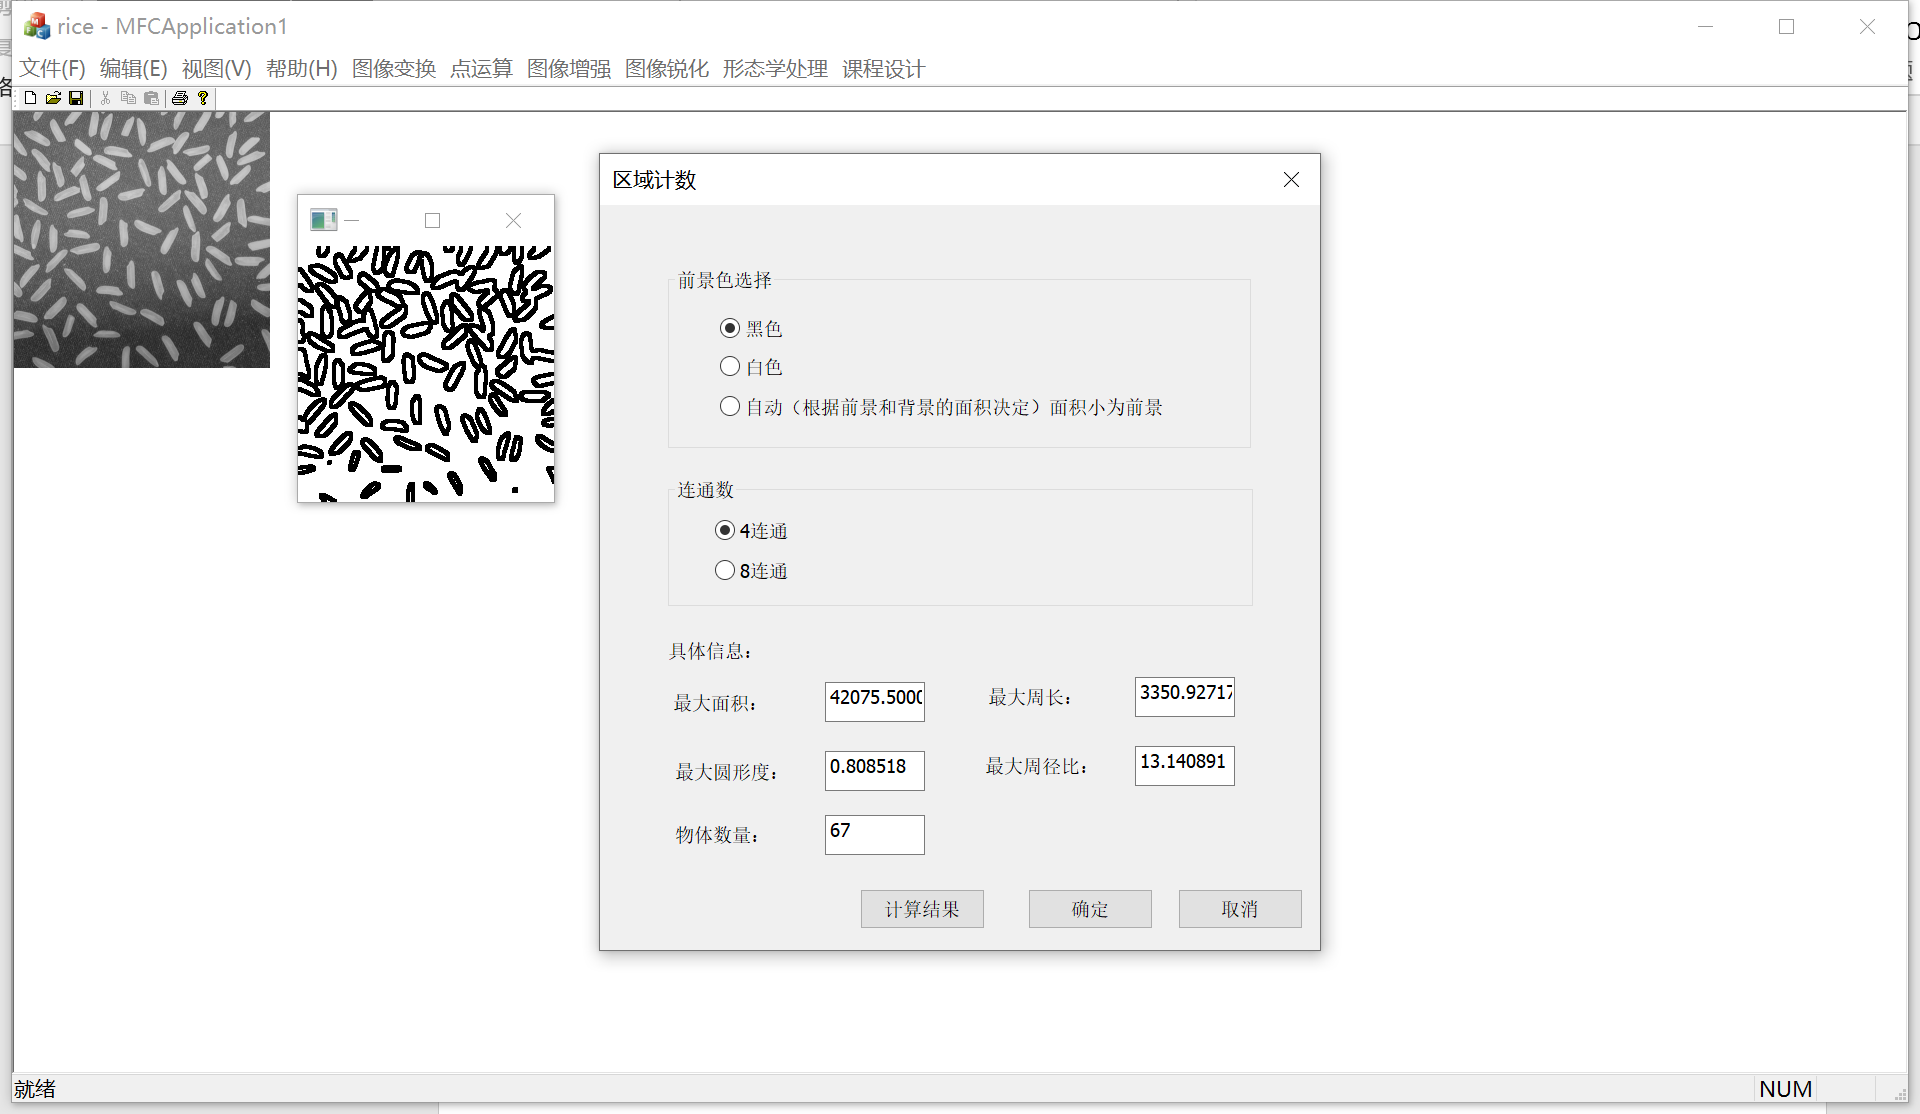 rice - MFCApplication1
文件(F) 编辑(E) 视图(V) 帮助(H) 图像变换 点运算 图像增强 图像锐化 形态学处理 课程设计
区域计数
前景色选择
黑色
白色
自动（根据前景和背景的面积决定）面积小为前景
连通数
4连通
8连通
具体信息：
最大面积： 42075.500 最大周长： 3350.92717
最大圆形度： 0.808518 最大周径比： 13.140891
物体数量： 67
计算结果 确定 取消
就绪 NUM